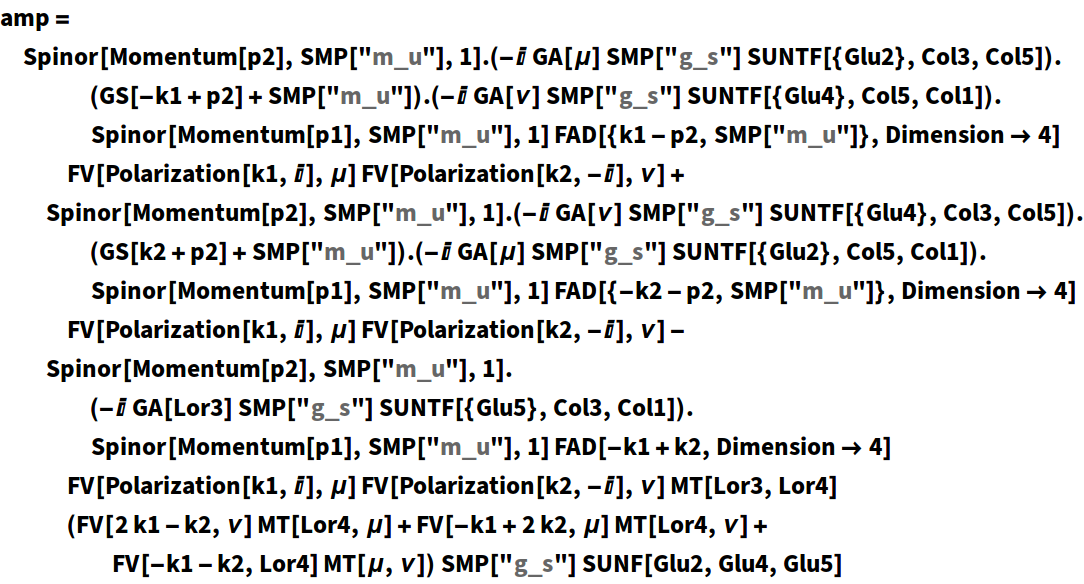 amp =
Spinor[Momentum[p2], SMP["m_u"], 1].(-ⅈ GA[μ] SMP["g_s"] SUNTF[{Glu2}, Col3, Col5]).
(GS[-k1 + p2] + SMP["m_u"]).(-ⅈ GA[ν] SMP["g_s"] SUNTF[{Glu4}, Col5, Col1]).
Spinor[Momentum[p1], SMP["m_u"], 1] FAD[{k1 - p2, SMP["m_u"]}, Dimension → 4]
FV[Polarization[k1, ⅈ], μ] FV[Polarization[k2, -ⅈ], ν] +
Spinor[Momentum[p2], SMP["m_u"], 1].(-ⅈ GA[ν] SMP["g_s"] SUNTF[{Glu4}, Col3, Col5]).
(GS[k2 + p2] + SMP["m_u"]).(-ⅈ GA[μ] SMP["g_s"] SUNTF[{Glu2}, Col5, Col1]).
Spinor[Momentum[p1], SMP["m_u"], 1] FAD[{-k2 - p2, SMP["m_u"]}, Dimension → 4]
FV[Polarization[k1, ⅈ], μ] FV[Polarization[k2, -ⅈ], ν] -
Spinor[Momentum[p2], SMP["m_u"], 1].
(-ⅈ GA[Lor3] SMP["g_s"] SUNTF[{Glu5}, Col3, Col1]).
Spinor[Momentum[p1], SMP["m_u"], 1] FAD[-k1 + k2, Dimension → 4]
FV[Polarization[k1, ⅈ], μ] FV[Polarization[k2, -ⅈ], ν] MT[Lor3, Lor4]
(FV[2 k1 - k2, ν] MT[Lor4, μ] + FV[-k1 + 2 k2, μ] MT[Lor4, ν] +
FV[-k1 - k2, Lor4] MT[μ, ν]) SMP["g_s"] SUNF[Glu2, Glu4, Glu5]